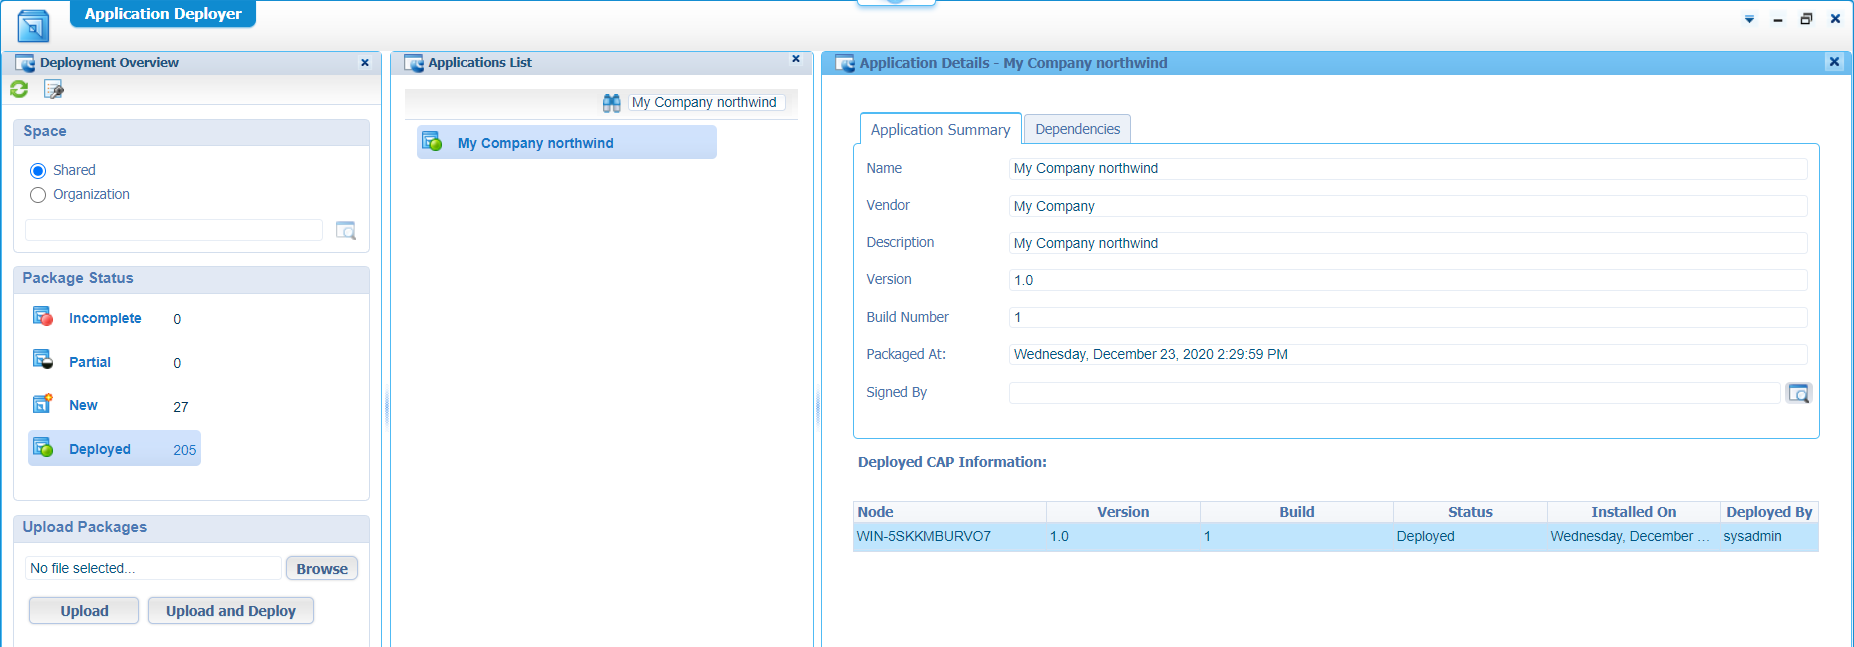 Application Deployer
Deployment Overview
Space
Shared
Organization
Package Status
Incomplete 0
Partial 0
New 27
Deployed 205
Upload Packages
No file selected... Browse
Upload Upload and Deploy
Applications List
My Company northwind
My Company northwind
Application Details - My Company northwind
Application Summary Dependencies
Name My Company northwind
Vendor My Company
Description My Company northwind
Version 1.0
Build Number 1
Packaged At: Wednesday, December 23, 2020 2:29:59 PM
Signed By
Deployed CAP Information:
Node Version Build Status Installed On Deployed By
WIN-5SKKMBURVO7 1.0 1 Deployed Wednesday, December ... sysadmin